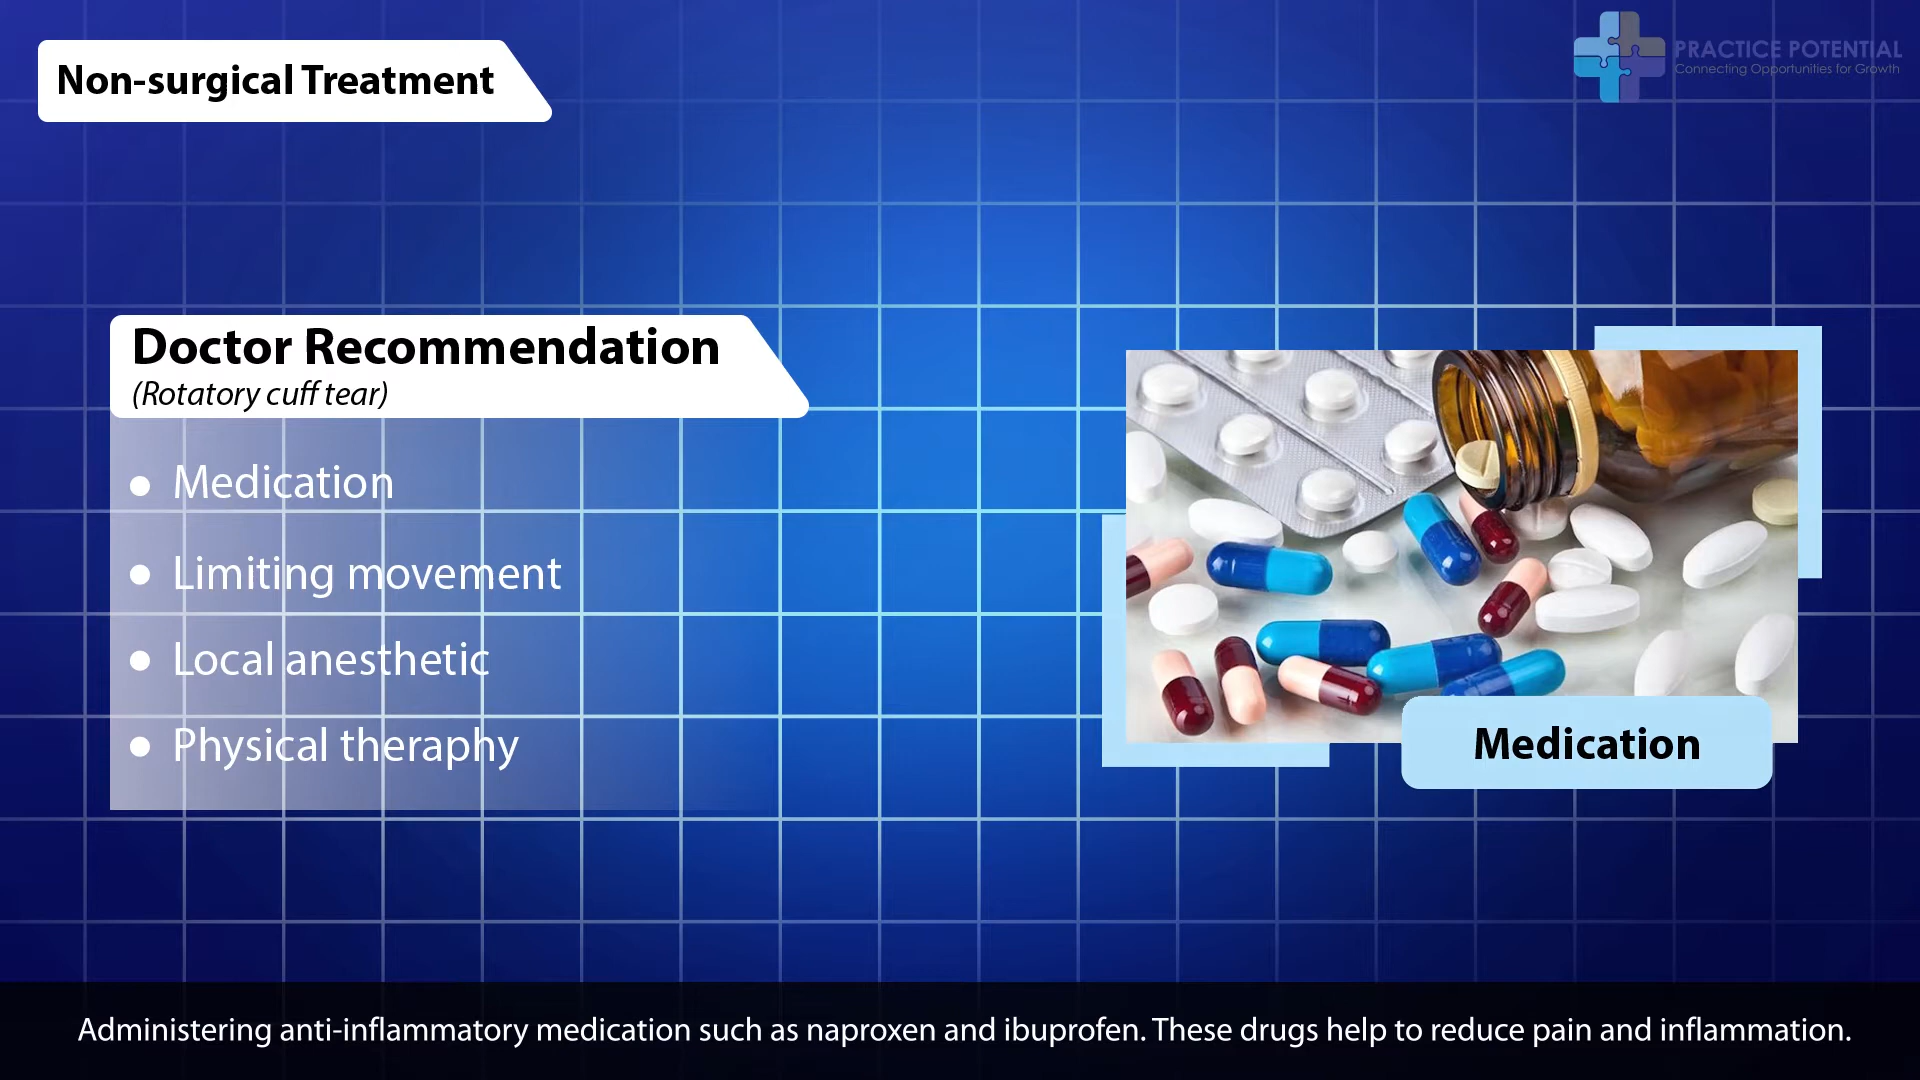 Non-surgical Treatment
PRACTICE POTENTIAL
Connecting Opportunities for Growth
Doctor Recommendation
(Rotatory cuff tear)
● Medication
● Limiting movement
● Local anesthetic
● Physical theraphy
Medication
Administering anti-inflammatory medication such as naproxen and ibuprofen. These drugs help to reduce pain and inflammation.